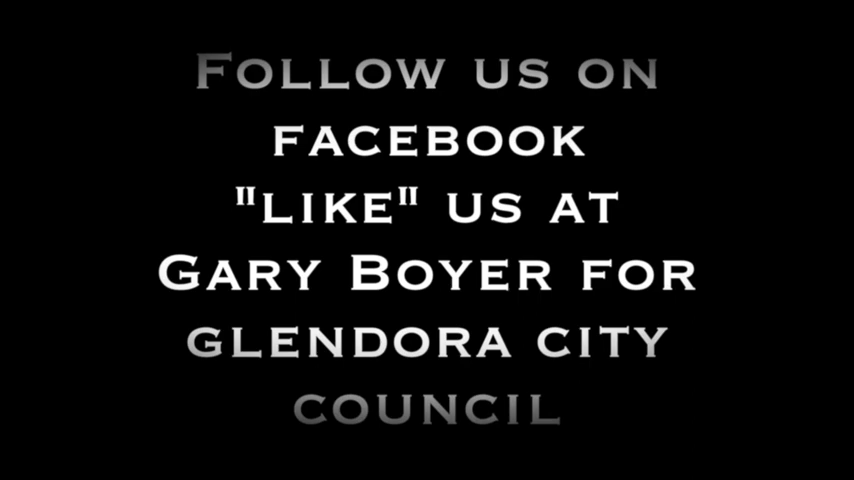 Follow us on
facebook
"like" us at
Gary Boyer for
glendora city
council